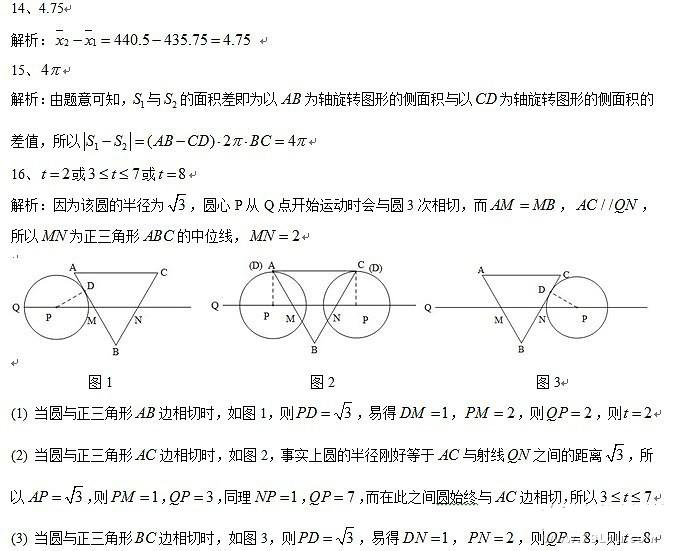 14、4.75
解析：x̄₂ − x̄₁ = 440.5 − 435.75 = 4.75
15、4π
解析：由题意可知，S₁与S₂的面积差即为以AB为轴旋转图形的侧面积与以CD为轴旋转图形的侧面积的
差值，所以|S₁ − S₂| = (AB − CD)·2π·BC = 4π
16、t = 2或3 ≤ t ≤ 7或t = 8
解析：因为该圆的半径为√3，圆心P从Q点开始运动时会与圆3次相切，而AM = MB，AC//QN，
所以MN为正三角形ABC的中位线，MN = 2
A C D Q P M N B
(D) A C (D) Q P M N P B
A C D Q M N P B
图1 图2 图3
(1) 当圆与正三角形AB边相切时，如图1，则PD = √3，易得DM = 1，PM = 2，则QP = 2，则t = 2
(2) 当圆与正三角形AC边相切时，如图2，事实上圆的半径刚好等于AC与射线QN之间的距离√3，所
以AP = √3,则PM = 1，QP = 3，同理NP = 1，QP = 7，而在此之间圆始终与AC边相切，所以3 ≤ t ≤ 7
(3) 当圆与正三角形BC边相切时，如图3，则PD = √3，易得DN = 1，PN = 2，则QP = 8，则t = 8